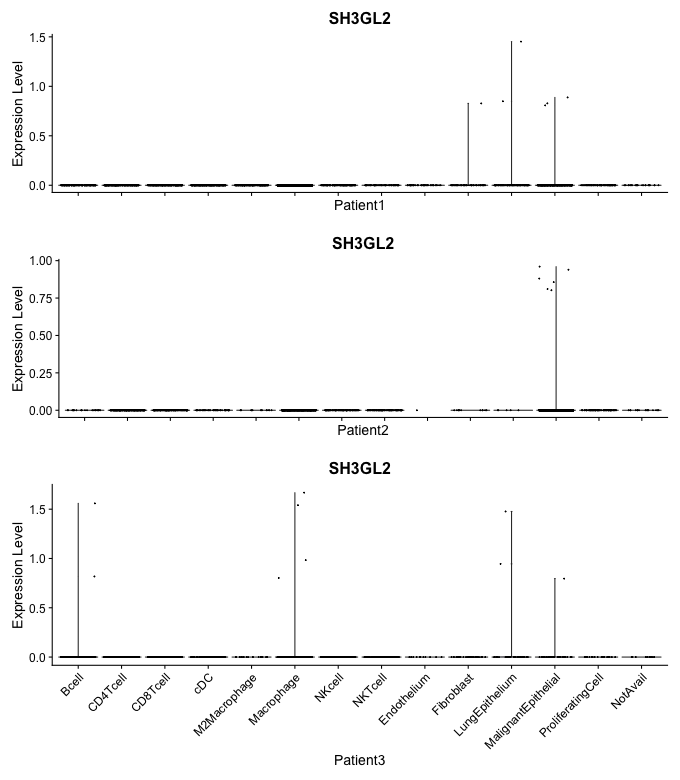 SH3GL2
Expression Level
1.5
1.0
0.5
0.0
Patient1
SH3GL2
Expression Level
1.00
0.75
0.50
0.25
0.00
Patient2
SH3GL2
Expression Level
1.5
1.0
0.5
0.0
Bcell
CD4Tcell
CD8Tcell
cDC
M2Macrophage
Macrophage
NKcell
NKTcell
Endothelium
Fibroblast
LungEpithelium
MalignantEpithelial
ProliferatingCell
NotAvail
Patient3